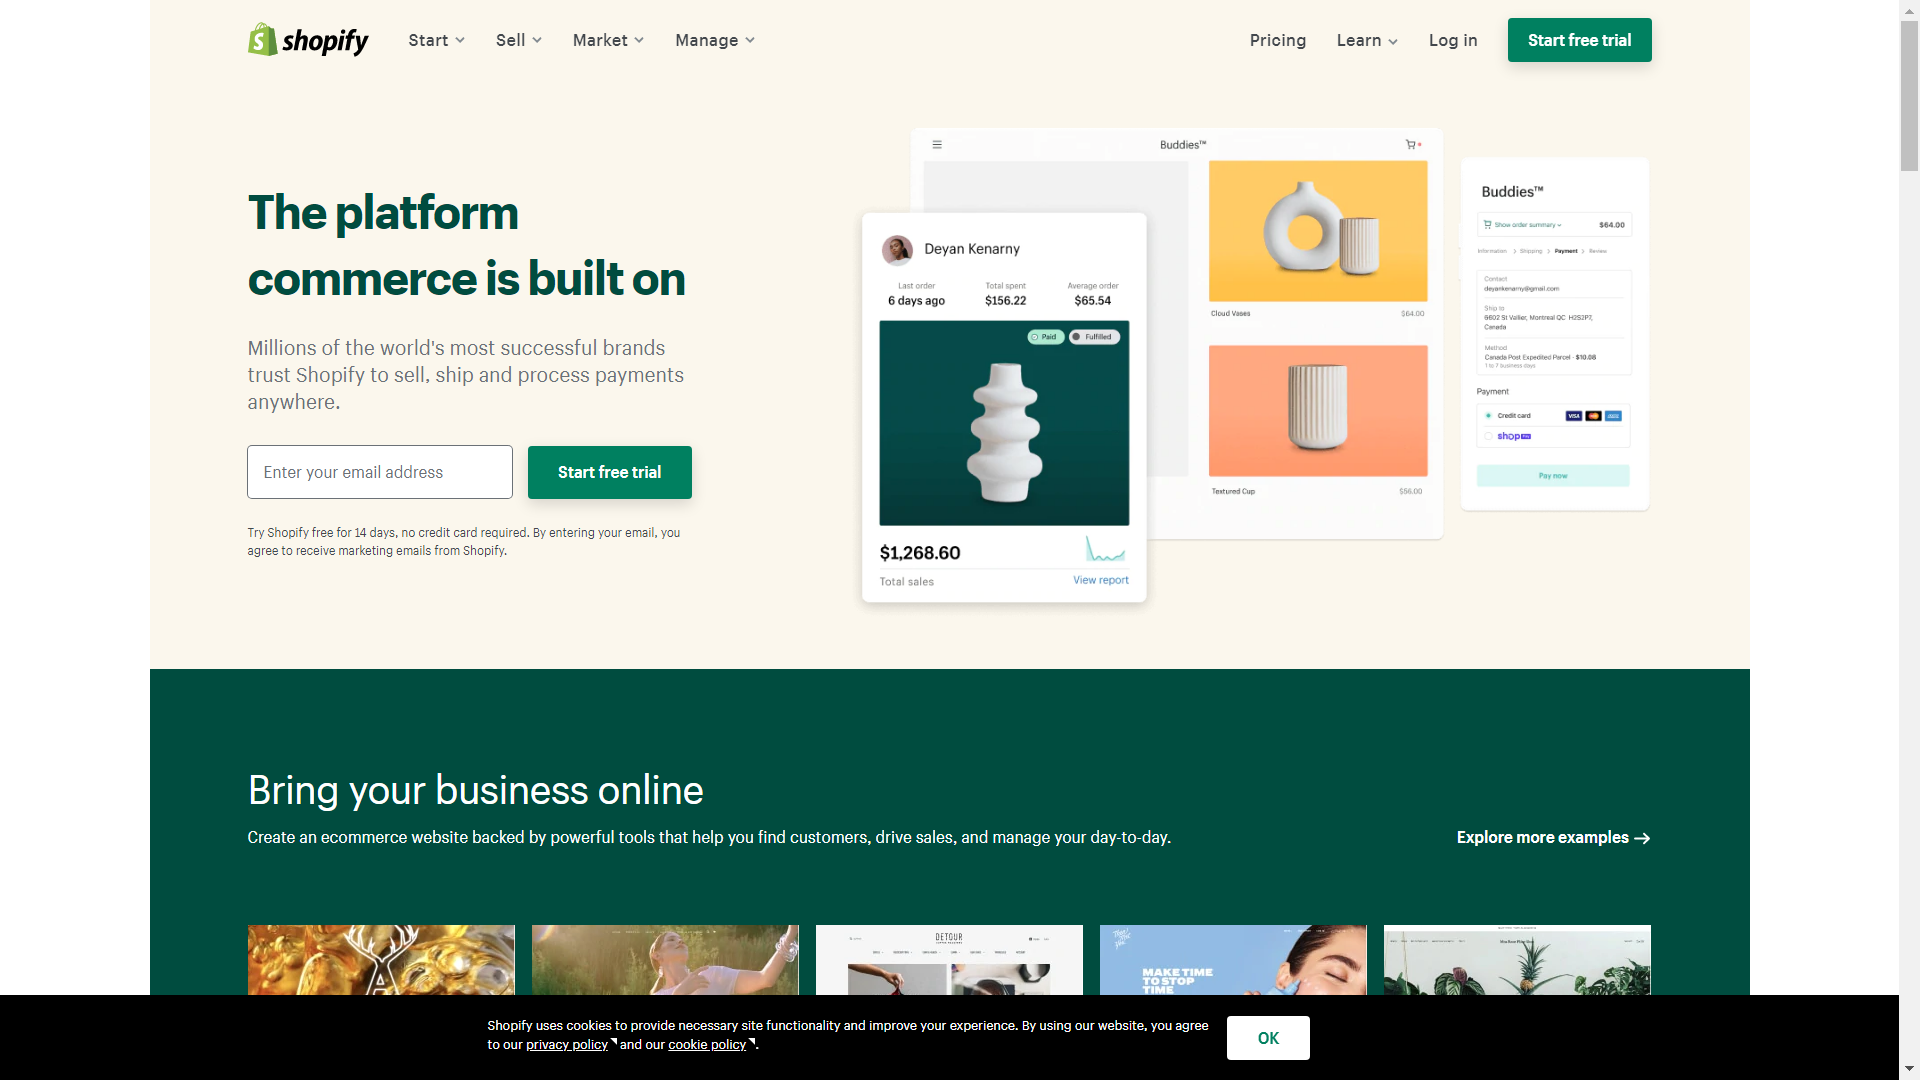 shopify
Start
Sell
Market
Manage
Pricing
Learn
Log in
Start free trial
The platform
commerce is built on
Millions of the world's most successful brands
trust Shopify to sell, ship and process payments
anywhere.
Enter your email address
Start free trial
Try Shopify free for 14 days, no credit card required. By entering your email, you
agree to receive marketing emails from Shopify.
Buddies™
Cloud Vases
$64.00
Textured Cup
$56.00
Deyan Kenarny
Last order
Total spent
Average order
6 days ago
$156.22
$65.54
Paid
Fulfilled
$1,268.60
Total sales
View report
Buddies™
Show order summary
$64.00
Information
Shipping
Payment
Review
Contact
deyankenarny@gmail.com
Ship to
6602 St Vallier, Montreal QC H2S2P7,
Canada
Method
Canada Post Expedited Parcel · $10.08
1 to 7 business days
Payment
Credit card
VISA
shop
Pay now
Bring your business online
Create an ecommerce website backed by powerful tools that help you find customers, drive sales, and manage your day-to-day.
Explore more examples →
DETOUR
MAKE TIME
TO STOP
TIME
Shopify uses cookies to provide necessary site functionality and improve your experience. By using our website, you agree
to our privacy policy and our cookie policy.
OK